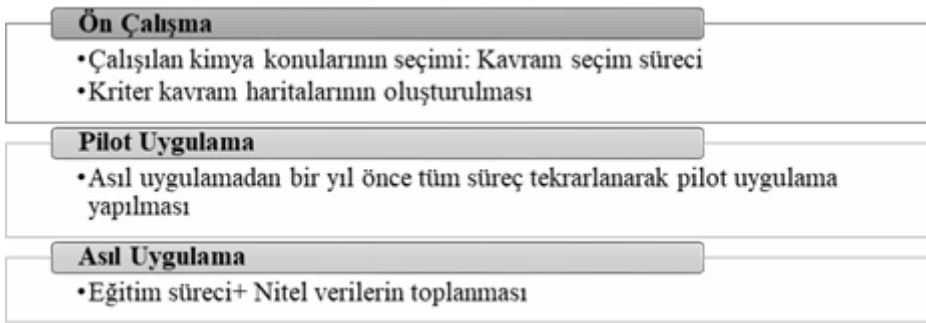 Ön Çalışma
•Çalışılan kimya konularının seçimi: Kavram seçim süreci
•Kriter kavram haritalarının oluşturulması
Pilot Uygulama
•Asıl uygulamadan bir yıl önce tüm süreç tekrarlanarak pilot uygulama
yapılması
Asıl Uygulama
•Eğitim süreci+ Nitel verilerin toplanması